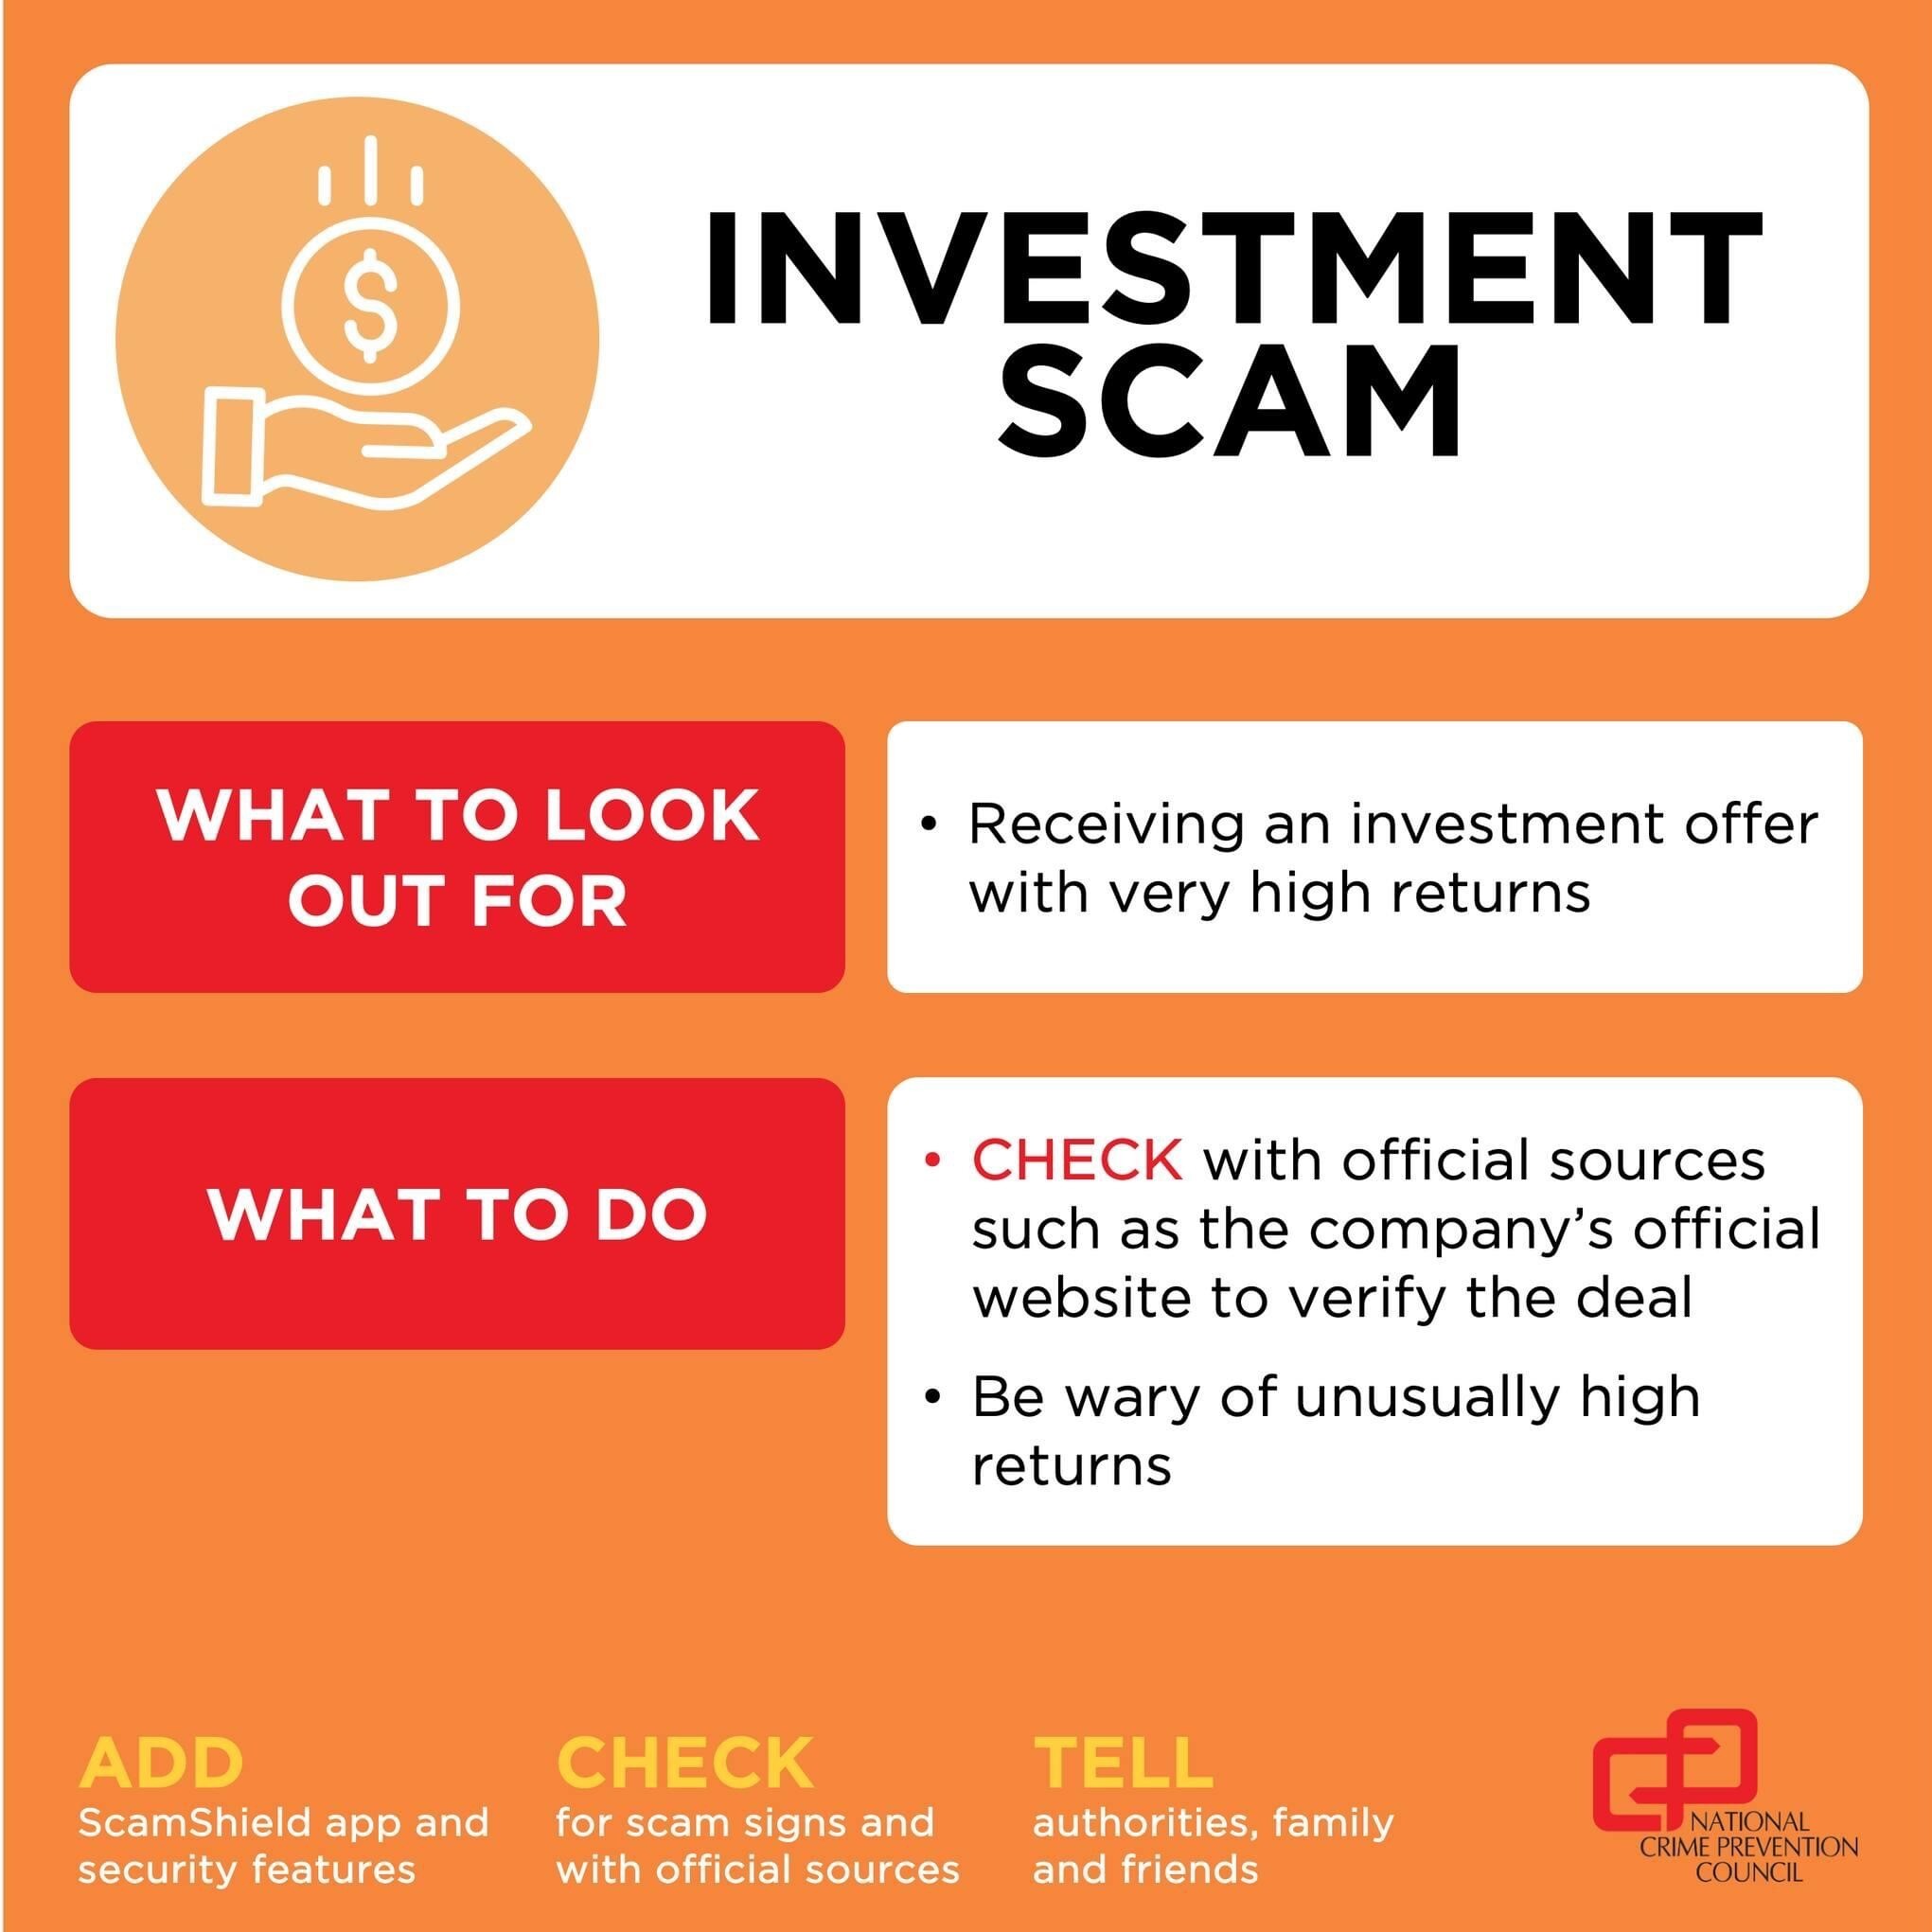 INVESTMENT
SCAM
WHAT TO LOOK
OUT FOR
• Receiving an investment offer
with very high returns
WHAT TO DO
• CHECK with official sources
such as the company’s official
website to verify the deal
• Be wary of unusually high
returns
ADD
ScamShield app and
security features
CHECK
for scam signs and
with official sources
TELL
authorities, family
and friends
NATIONAL
CRIME PREVENTION
COUNCIL